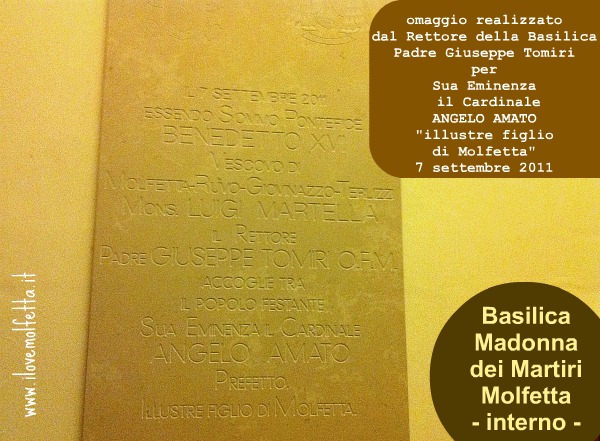 omaggio realizzato
dal Rettore della Basilica
Padre Giuseppe Tomiri
per
Sua Eminenza
il Cardinale
ANGELO AMATO
"illustre figlio
di Molfetta"
7 settembre 2011
IL 7 SETTEMBRE 2011
ESSENDO SOMMO PONTEFICE
BENEDETTO XVI
VESCOVO DI
MOLFETTA-RUVO-GIOVINAZZO-TERLIZZI
MONS. LUIGI MARTELLA
IL RETTORE
PADRE GIUSEPPE TOMIRI O.F.M.
ACCOGLIE TRA
IL POPOLO FESTANTE
SUA EMINENZA IL CARDINALE
ANGELO AMATO
PREFETTO.
ILLUSTRE FIGLIO DI MOLFETTA.
www.ilovemolfetta.it
Basilica
Madonna
dei Martiri
Molfetta
- interno -